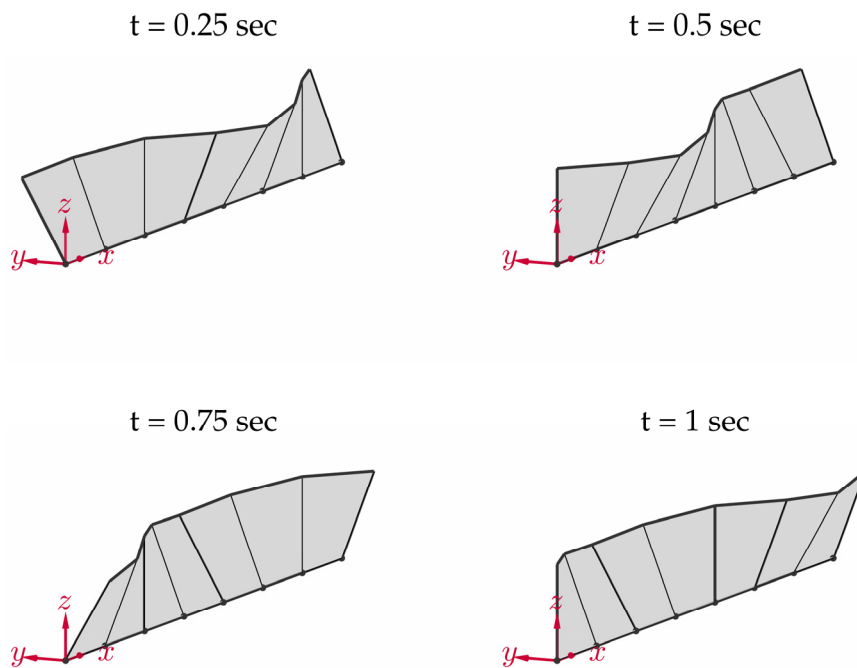 t = 0.25 sec
z
y x
t = 0.5 sec
z
y x
t = 0.75 sec
z
y x
t = 1 sec
z
y x